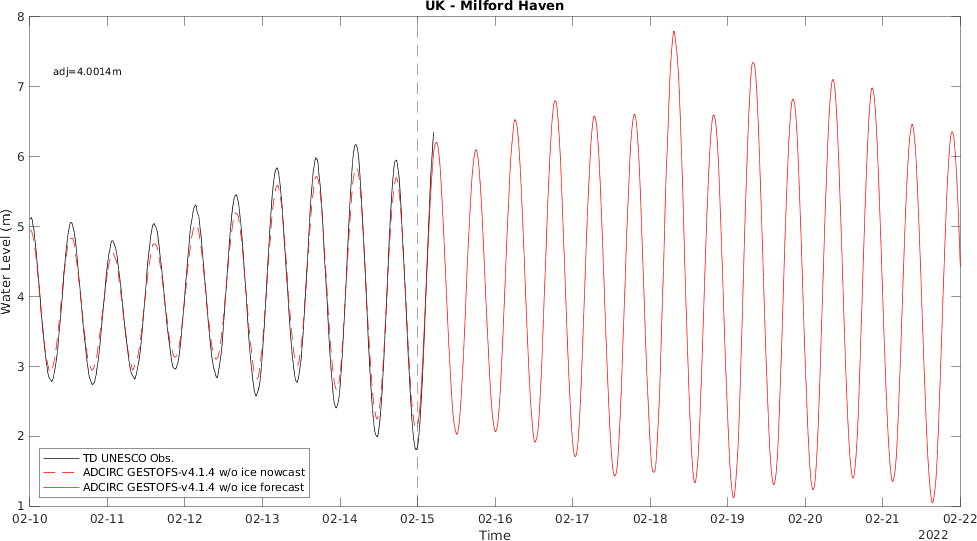 UK - Milford Haven
8
adj=4.0014m
7
6
5
4
3
2
1
Water Level (m)
TD UNESCO Obs.
ADCIRC GESTOFS-v4.1.4 w/o ice nowcast
ADCIRC GESTOFS-v4.1.4 w/o ice forecast
02-10 02-11 02-12 02-13 02-14 02-15 02-16 02-17 02-18 02-19 02-20 02-21 02-22
Time
2022